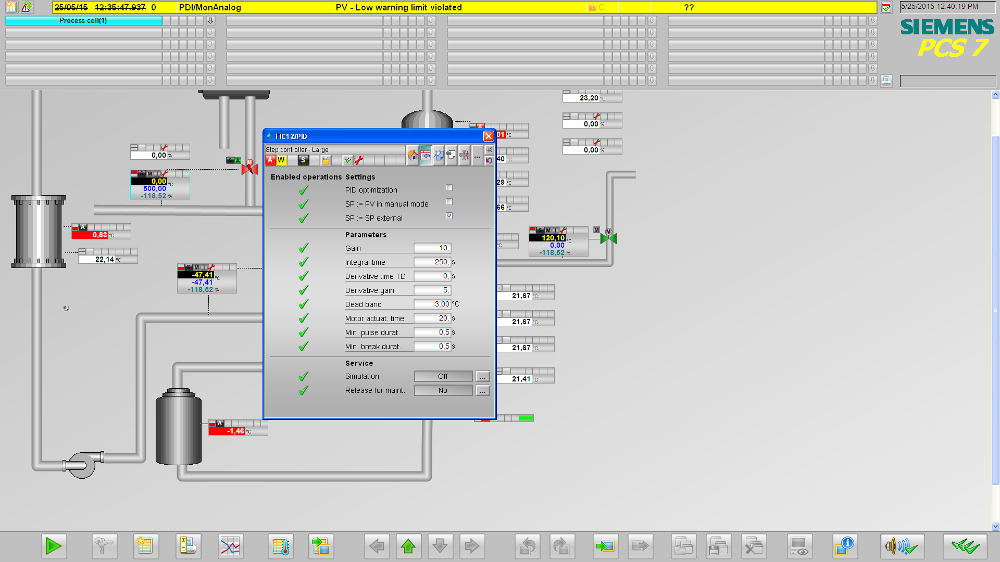 25/05/15 12:35:47.937 0 PDI/MonAnalog PV - Low warning limit violated C ??
5/25/2015 12:40:19 PM
Process cell(1)
SIEMENS
PCS 7
23,20 °C
0,00 %
0,00 %
0,00 %
S M I
0,00 °C
500,00
-118,52 %
S A
M
A
0,83 °C
22,14 °C
S M I
-47,41 °C
-47,41
-118,52 %
A
-1,46 °C
A
01 °C
40 °C
29 °C
66 °C
°C
S M I
120,10 °C
0,00
-118,52 %
M M
21,67 °C
21,67 °C
21,67 °C
21,41 °C
FIC12/PID
Step controller - Large
A W S
...
Enabled operations Settings
PID optimization
SP := PV in manual mode
SP := SP external
Parameters
Gain 10,
Integral time 250, s
Derivative time TD 0, s
Derivative gain 5,
Dead band 3,00 °C
Motor actuat. time 20, s
Min. pulse durat. 0,5 s
Min. break durat. 0,5 s
Service
Simulation Off ...
Release for maint. No ...